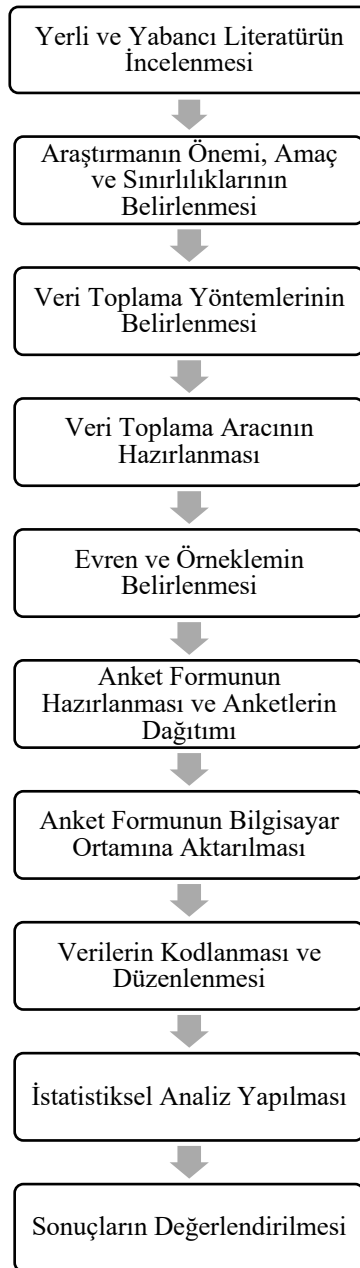 Yerli ve Yabancı Literatürün
İncelenmesi
Araştırmanın Önemi, Amaç
ve Sınırlılıklarının
Belirlenmesi
Veri Toplama Yöntemlerinin
Belirlenmesi
Veri Toplama Aracının
Hazırlanması
Evren ve Örneklemin
Belirlenmesi
Anket Formunun
Hazırlanması ve Anketlerin
Dağıtımı
Anket Formunun Bilgisayar
Ortamına Aktarılması
Verilerin Kodlanması ve
Düzenlenmesi
İstatistiksel Analiz Yapılması
Sonuçların Değerlendirilmesi